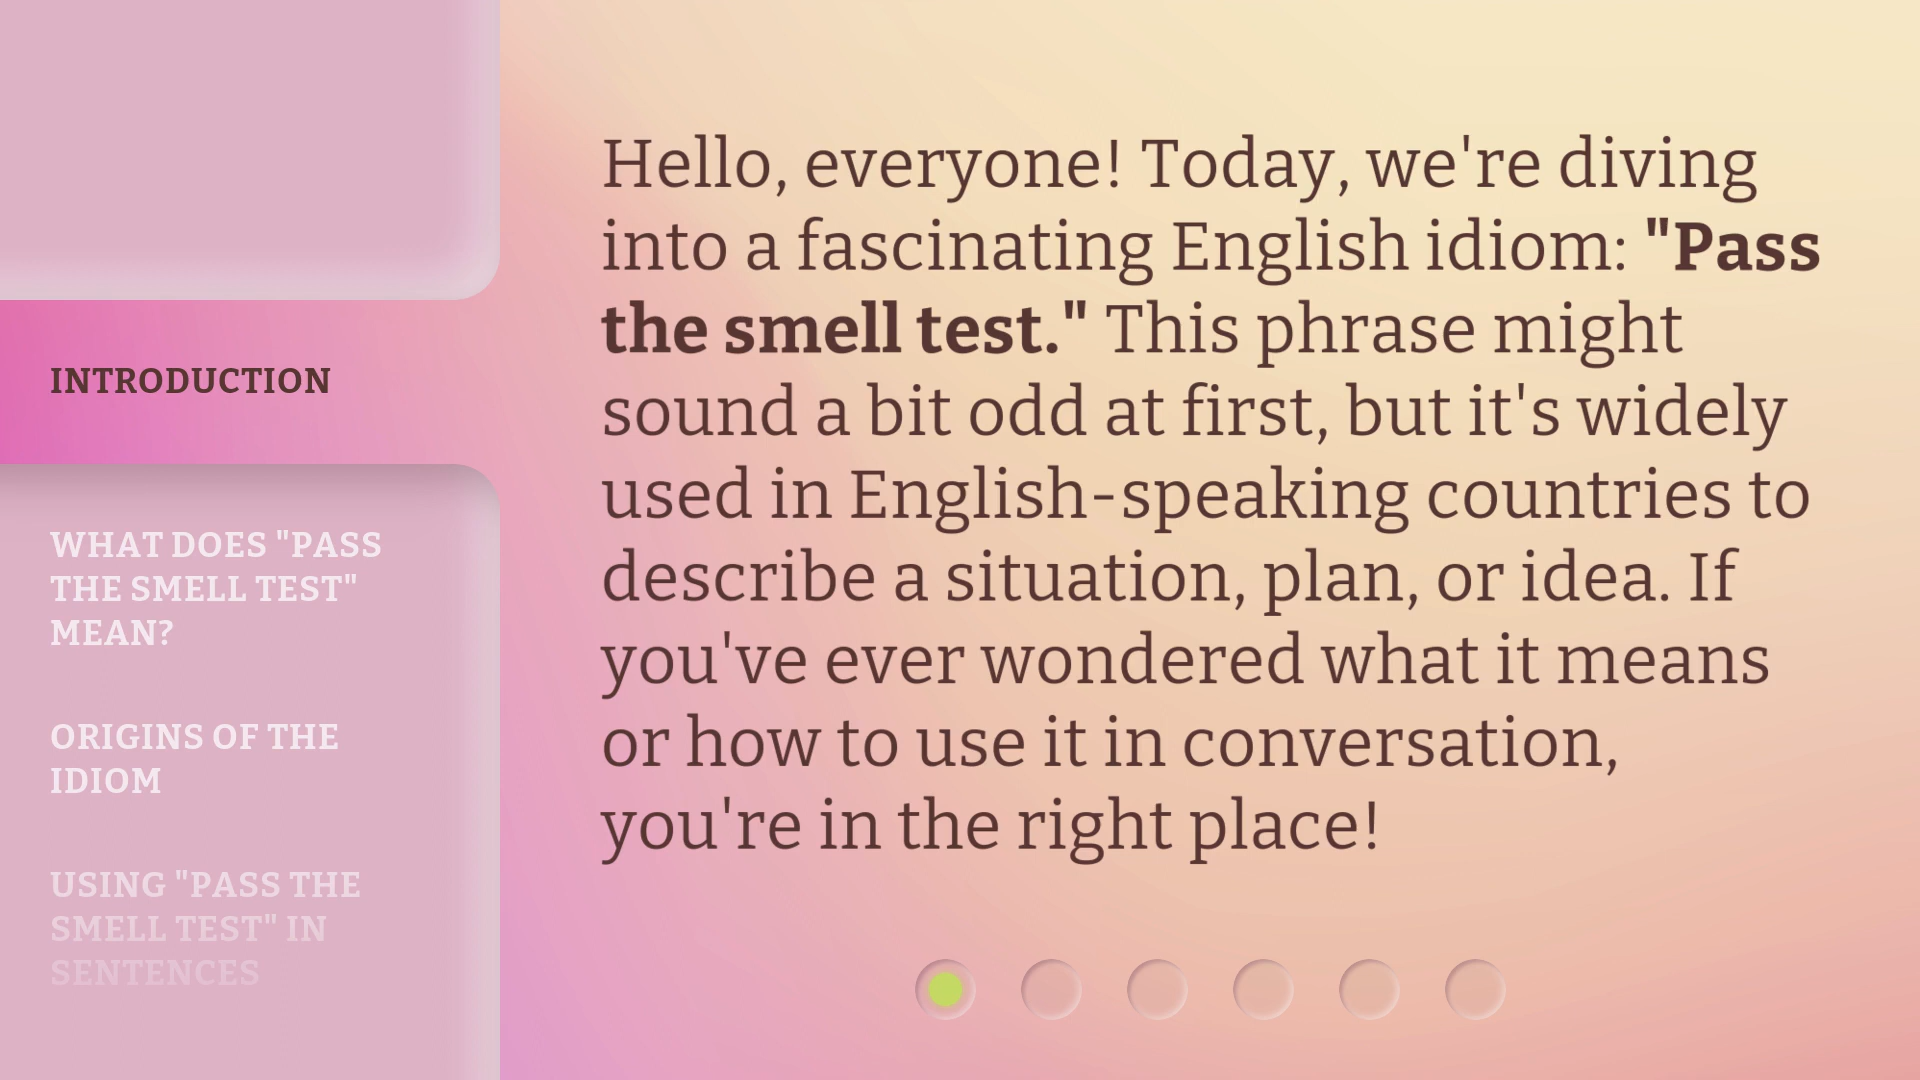 INTRODUCTION
WHAT DOES "PASS
THE SMELL TEST"
MEAN?
ORIGINS OF THE
IDIOM
USING "PASS THE
SMELL TEST" IN
SENTENCES
Hello, everyone! Today, we're diving
into a fascinating English idiom: "Pass
the smell test." This phrase might
sound a bit odd at first, but it's widely
used in English-speaking countries to
describe a situation, plan, or idea. If
you've ever wondered what it means
or how to use it in conversation,
you're in the right place!